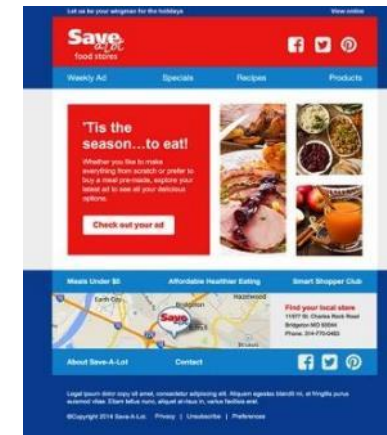 Let us be your wingman for the holidays
View online
Save
a lot
food stores
Weekly Ad Specials Recipes Products
'Tis the
season…to eat!
Whether you like to make
everything from scratch or prefer to
buy a meal pre-made, explore your
latest ad to see all your delicious
options.
Check out your ad
Meals Under $5 Affordable Healthier Eating Smart Shopper Club
Earth City
Bridgeton
Hazelwood
Save
Find your local store
11977 St. Charles Rock Road
Bridgeton MO 63044
Phone.
About Save-A-Lot Contact
Legal ipsum dolor copy sit amet, consectetur adipiscing elit. Aliquam egestas blandit mi, at fringilla purus
euismod vitae. Etiam tellus nunc, aliquet at risus in, varius facilisis erat.
©Copyright 2014 Save-A-Lot. Privacy | Unsubscribe | Preferences